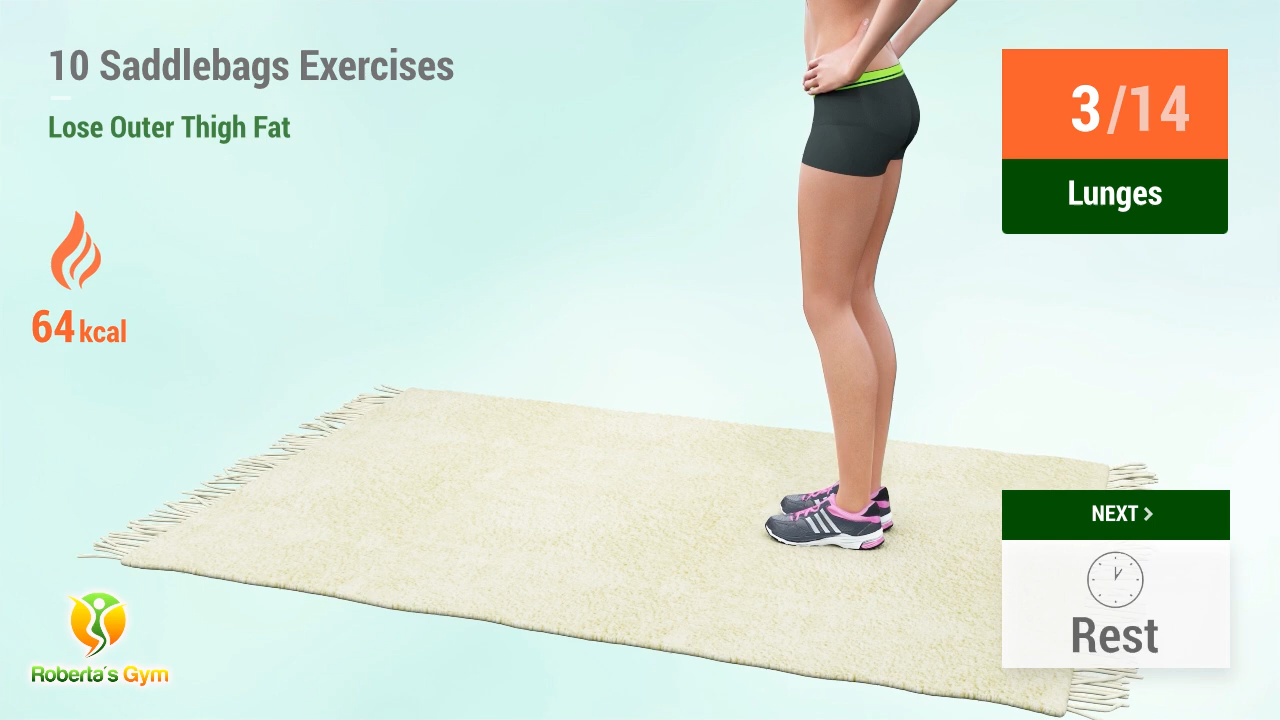 10 Saddlebags Exercises
Lose Outer Thigh Fat
3/14
Lunges
64 kcal
NEXT >
Rest
Roberta´s Gym